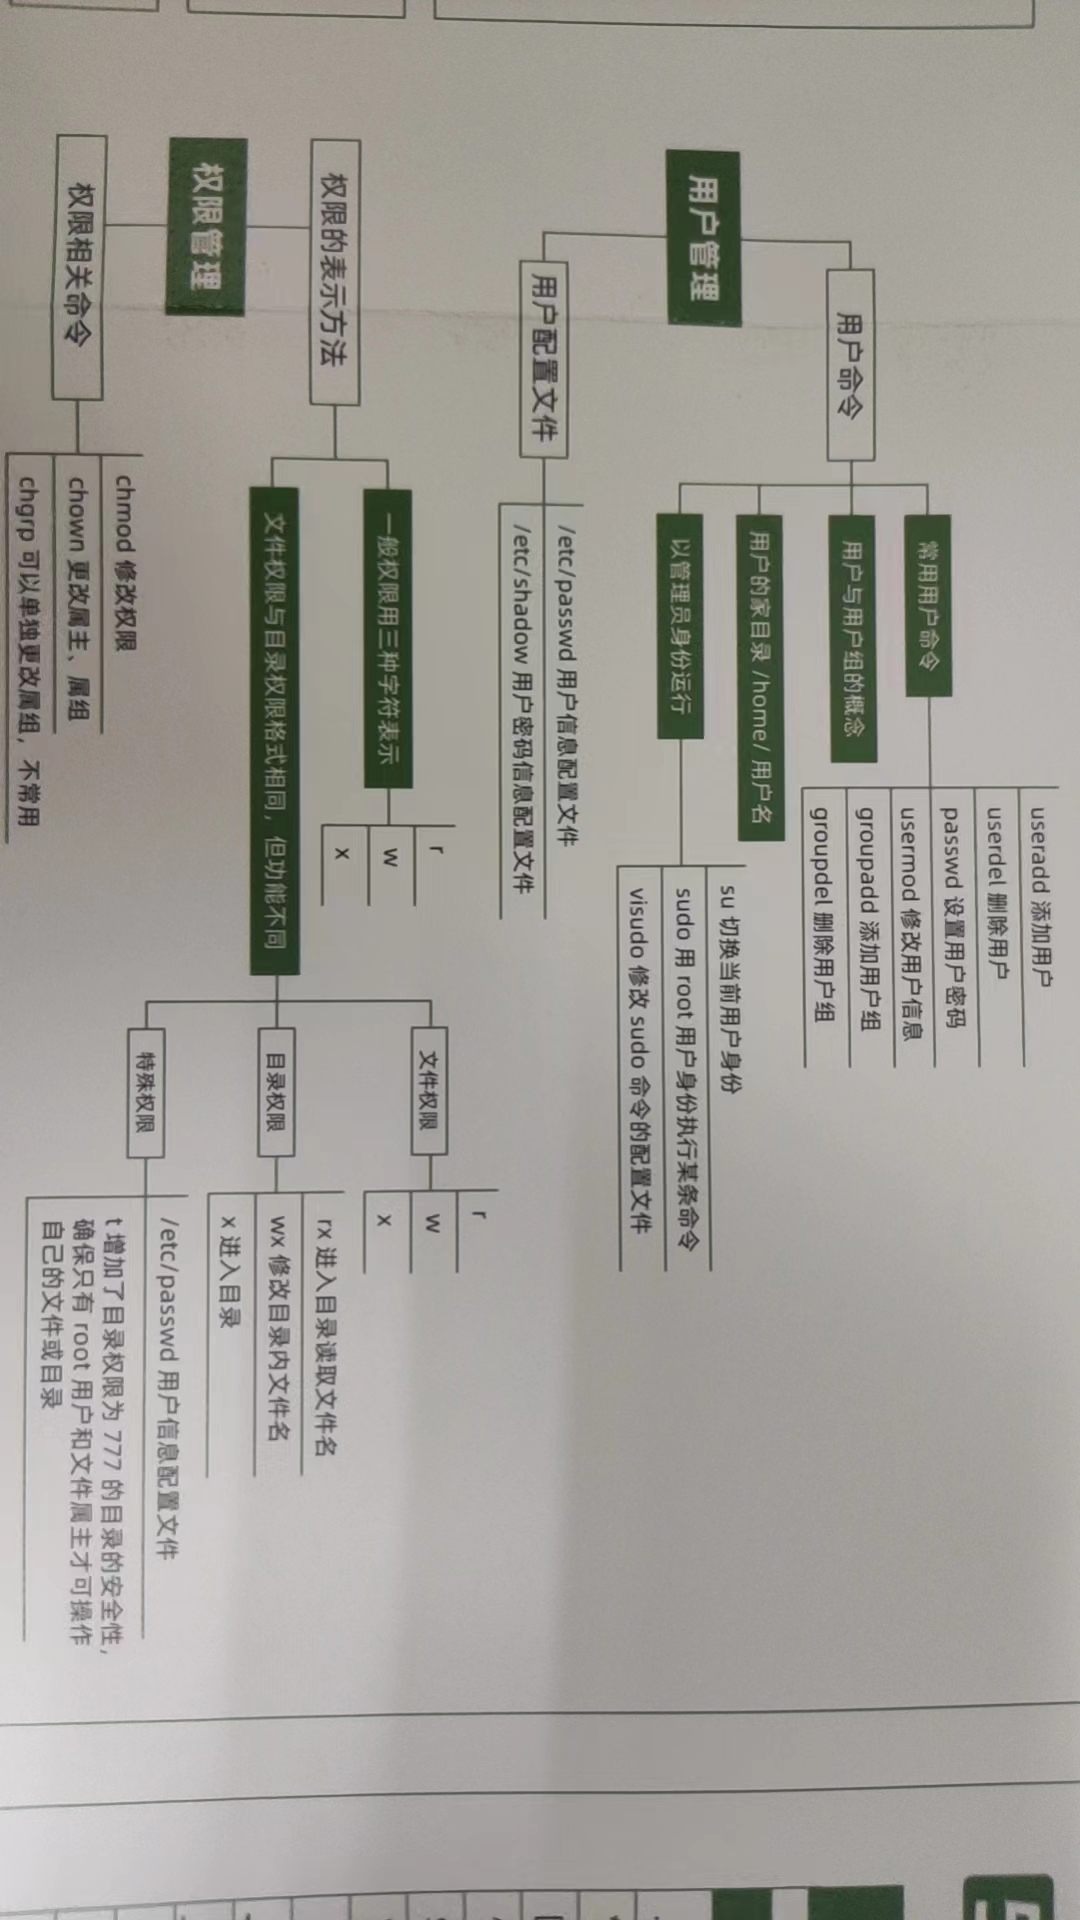 用户管理
用户命令
常用用户命令
useradd 添加用户
userdel 删除用户
passwd 设置用户密码
usermod 修改用户信息
groupadd 添加用户组
groupdel 删除用户组
用户与用户组的概念
用户的家目录 /home/ 用户名
以管理员身份运行
su 切换当前用户身份
sudo 用 root 用户身份执行某条命令
visudo 修改 sudo 命令的配置文件
用户配置文件
/etc/passwd 用户信息配置文件
/etc/shadow 用户密码信息配置文件
权限管理
权限的表示方法
一般权限用三种字符表示
r
w
x
文件权限与目录权限格式相同，但功能不同
文件权限
r
w
x
目录权限
rx 进入目录读取文件名
wx 修改目录内文件名
x 进入目录
特殊权限
/etc/passwd 用户信息配置文件
t 增加了目录权限为 777 的目录的安全性，
确保只有 root 用户和文件属主才可操作
自己的文件或目录
权限相关命令
chmod 修改权限
chown 更改属主、属组
chgrp 可以单独更改属组，不常用